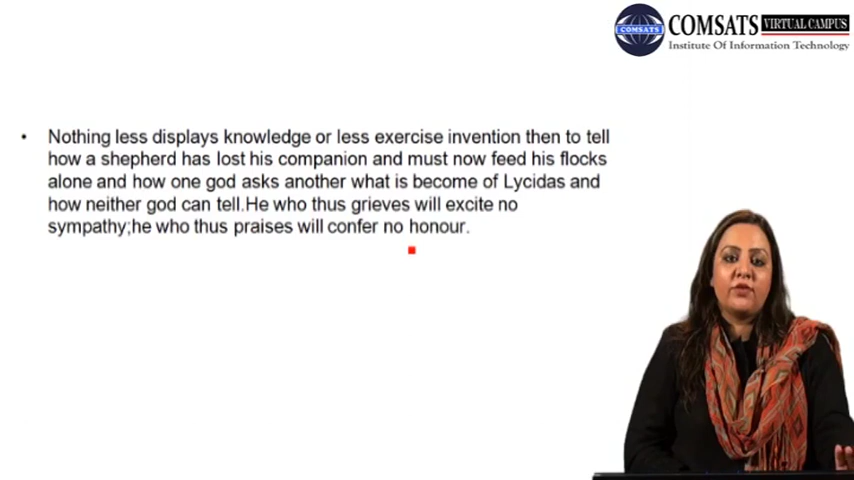 COMSATS
COMSATS VIRTUAL CAMPUS
Institute Of Information Technology
• Nothing less displays knowledge or less exercise invention then to tell
how a shepherd has lost his companion and must now feed his flocks
alone and how one god asks another what is become of Lycidas and
how neither god can tell.He who thus grieves will excite no
sympathy;he who thus praises will confer no honour.